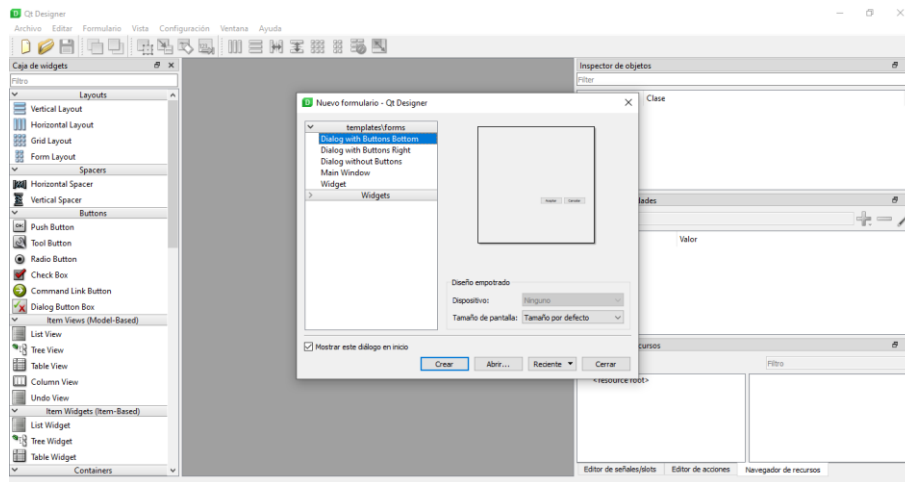 Qt Designer
Archivo Editar Formulario Vista Configuración Ventana Ayuda
Caja de widgets
Filtro
Layouts
Vertical Layout
Horizontal Layout
Grid Layout
Form Layout
Spacers
Horizontal Spacer
Vertical Spacer
Buttons
Push Button
Tool Button
Radio Button
Check Box
Command Link Button
Dialog Button Box
Item Views (Model-Based)
List View
Tree View
Table View
Column View
Undo View
Item Widgets (Item-Based)
List Widget
Tree Widget
Table Widget
Containers
Nuevo formulario - Qt Designer
templates\forms
Dialog with Buttons Bottom
Dialog with Buttons Right
Dialog without Buttons
Main Window
Widget
Widgets
Diseño empotrado
Dispositivo: Ninguno
Tamaño de pantalla: Tamaño por defecto
Mostrar este diálogo en inicio
Crear Abrir... Reciente Cerrar
Inspector de objetos
Filter
Clase
Valor
Filtro
<resource root>
Editor de señales/slots Editor de acciones Navegador de recursos